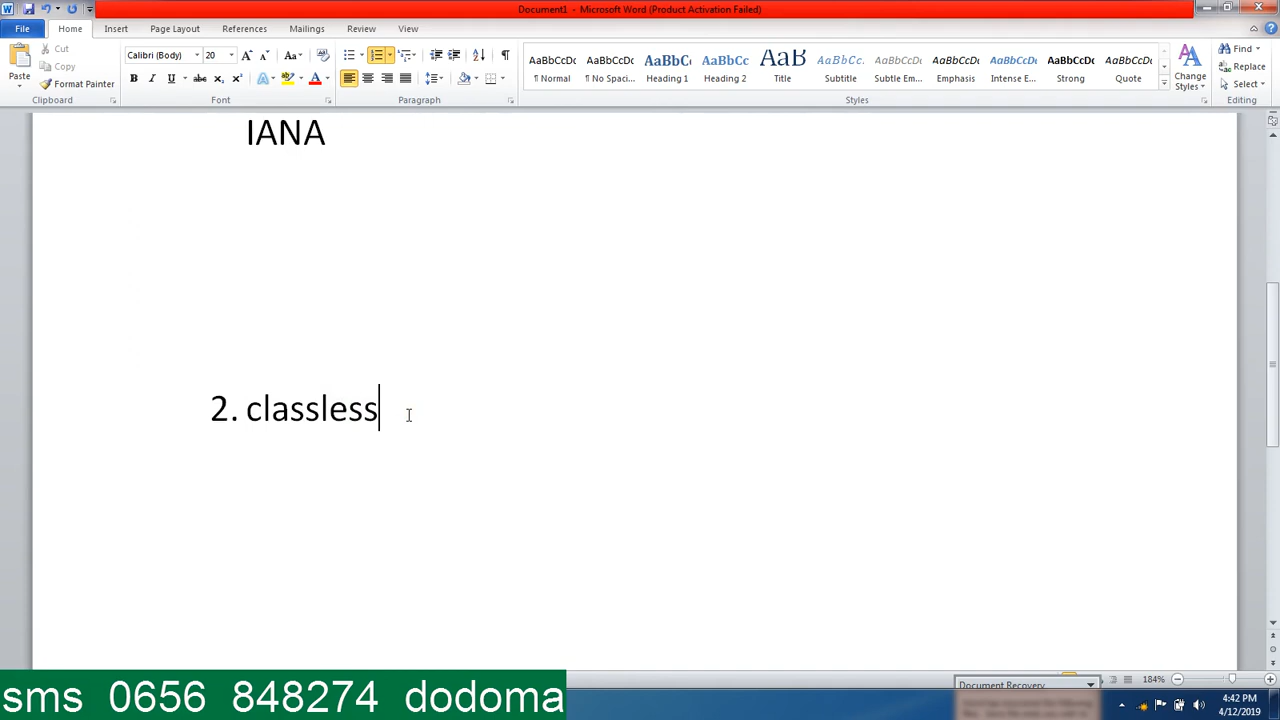 Document1 - Microsoft Word (Product Activation Failed)
File Home Insert Page Layout References Mailings Review View
Paste
Cut
Copy
Format Painter
Clipboard
Calibri (Body) 20
Font
Paragraph
AaBbCcDc AaBbCcDc AaBbC AaBbCc AaB AaBbCc. AaBbCcDc AaBbCcDc AaBbCcDc AaBbCcDc AaBbCcDc
¶ Normal ¶ No Spaci... Heading 1 Heading 2 Title Subtitle Subtle Em... Emphasis Intense E... Strong Quote
Styles
Change Styles
Find
Replace
Select
Editing
IANA
2. classless
sms 0656 848274 dodoma
Document Recovery
184%
4:42 PM
4/12/2019